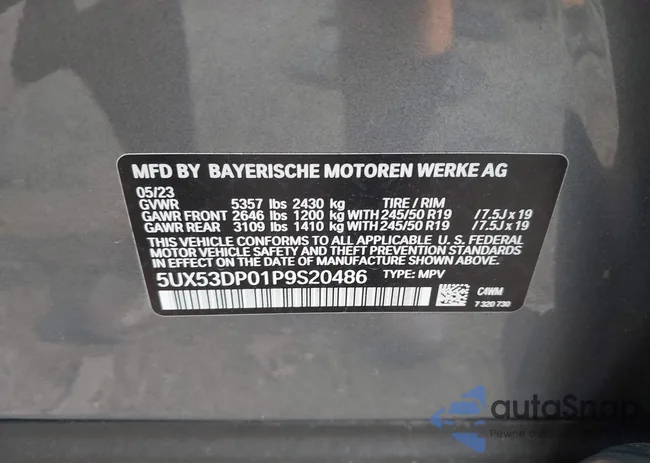 MFD BY BAYERISCHE MOTOREN WERKE AG
05/23
GVWR 5357 lbs 2430 kg TIRE / RIM
GAWR FRONT 2646 lbs 1200 kg WITH 245/50 R19 / 7.5J x 19
GAWR REAR 3109 lbs 1410 kg WITH 245/50 R19 / 7.5J x 19
THIS VEHICLE CONFORMS TO ALL APPLICABLE U. S. FEDERAL
MOTOR VEHICLE SAFETY AND THEFT PREVENTION STANDARDS
IN EFFECT ON THE DATE OF MANUFACTURE SHOWN ABOVE.
5UX53DP01P9S20486 TYPE: MPV
C4WM
7 320 730
autoSnap
Pewne